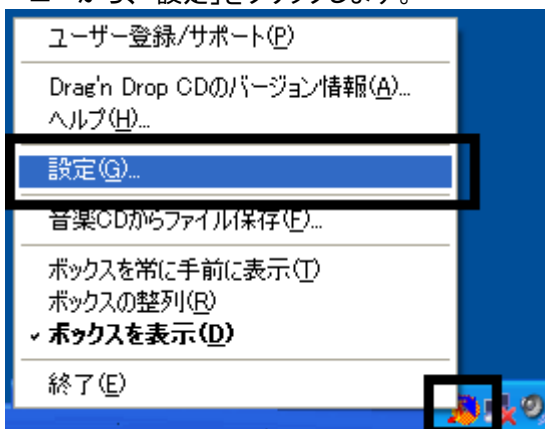 ユーザー登録/サポート(P)
Drag'n Drop CDのバージョン情報(A)...
ヘルプ(H)...
設定(G)...
音楽CDからファイル保存(F)...
ボックスを常に手前に表示(T)
ボックスの整列(R)
ボックスを表示(D)
終了(E)